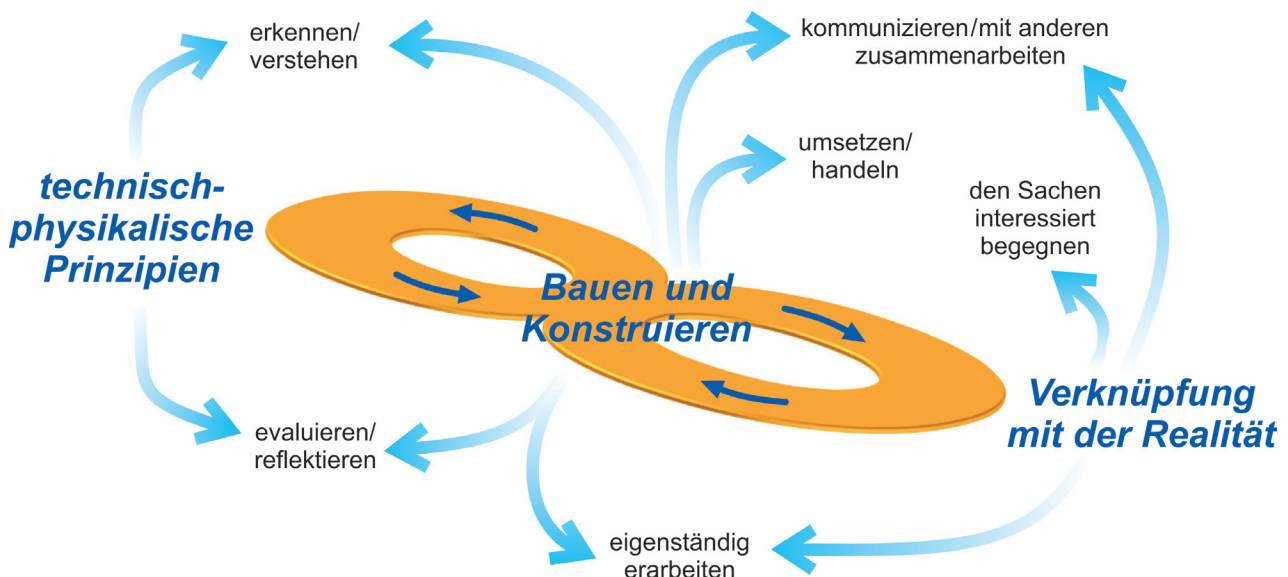 erkennen/
verstehen
kommunizieren/mit anderen
zusammenarbeiten
umsetzen/
handeln
technisch-
physikalische
Prinzipien
den Sachen
interessiert
begegnen
Bauen und
Konstruieren
Verknüpfung
mit der Realität
evaluieren/
reflektieren
eigenständig
erarbeiten